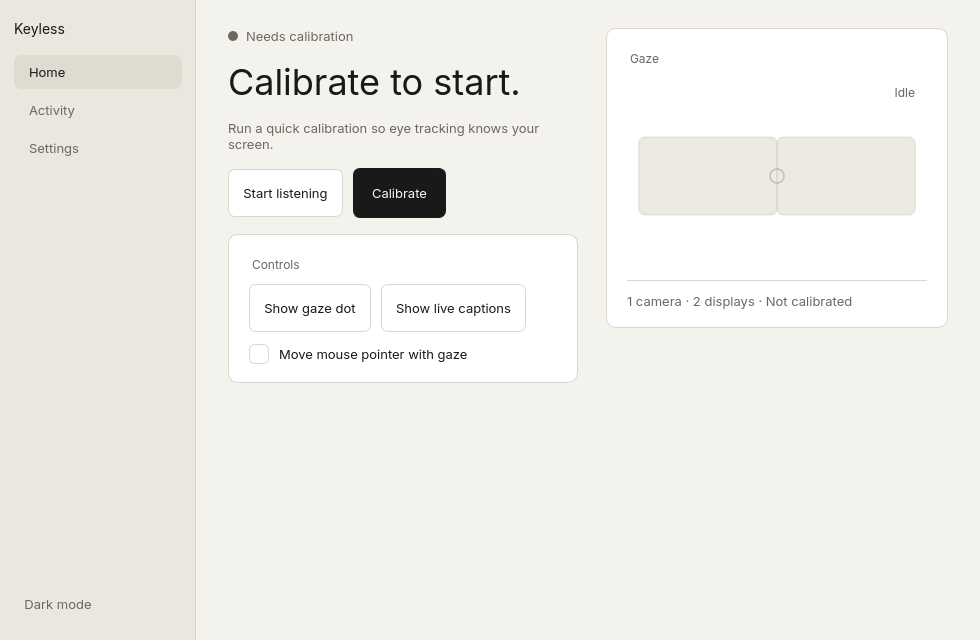 Keyless
Home
Activity
Settings
Dark mode
Needs calibration
Calibrate to start.
Run a quick calibration so eye tracking knows your
screen.
Start listening
Calibrate
Controls
Show gaze dot
Show live captions
Move mouse pointer with gaze
Gaze
Idle
1 camera · 2 displays · Not calibrated